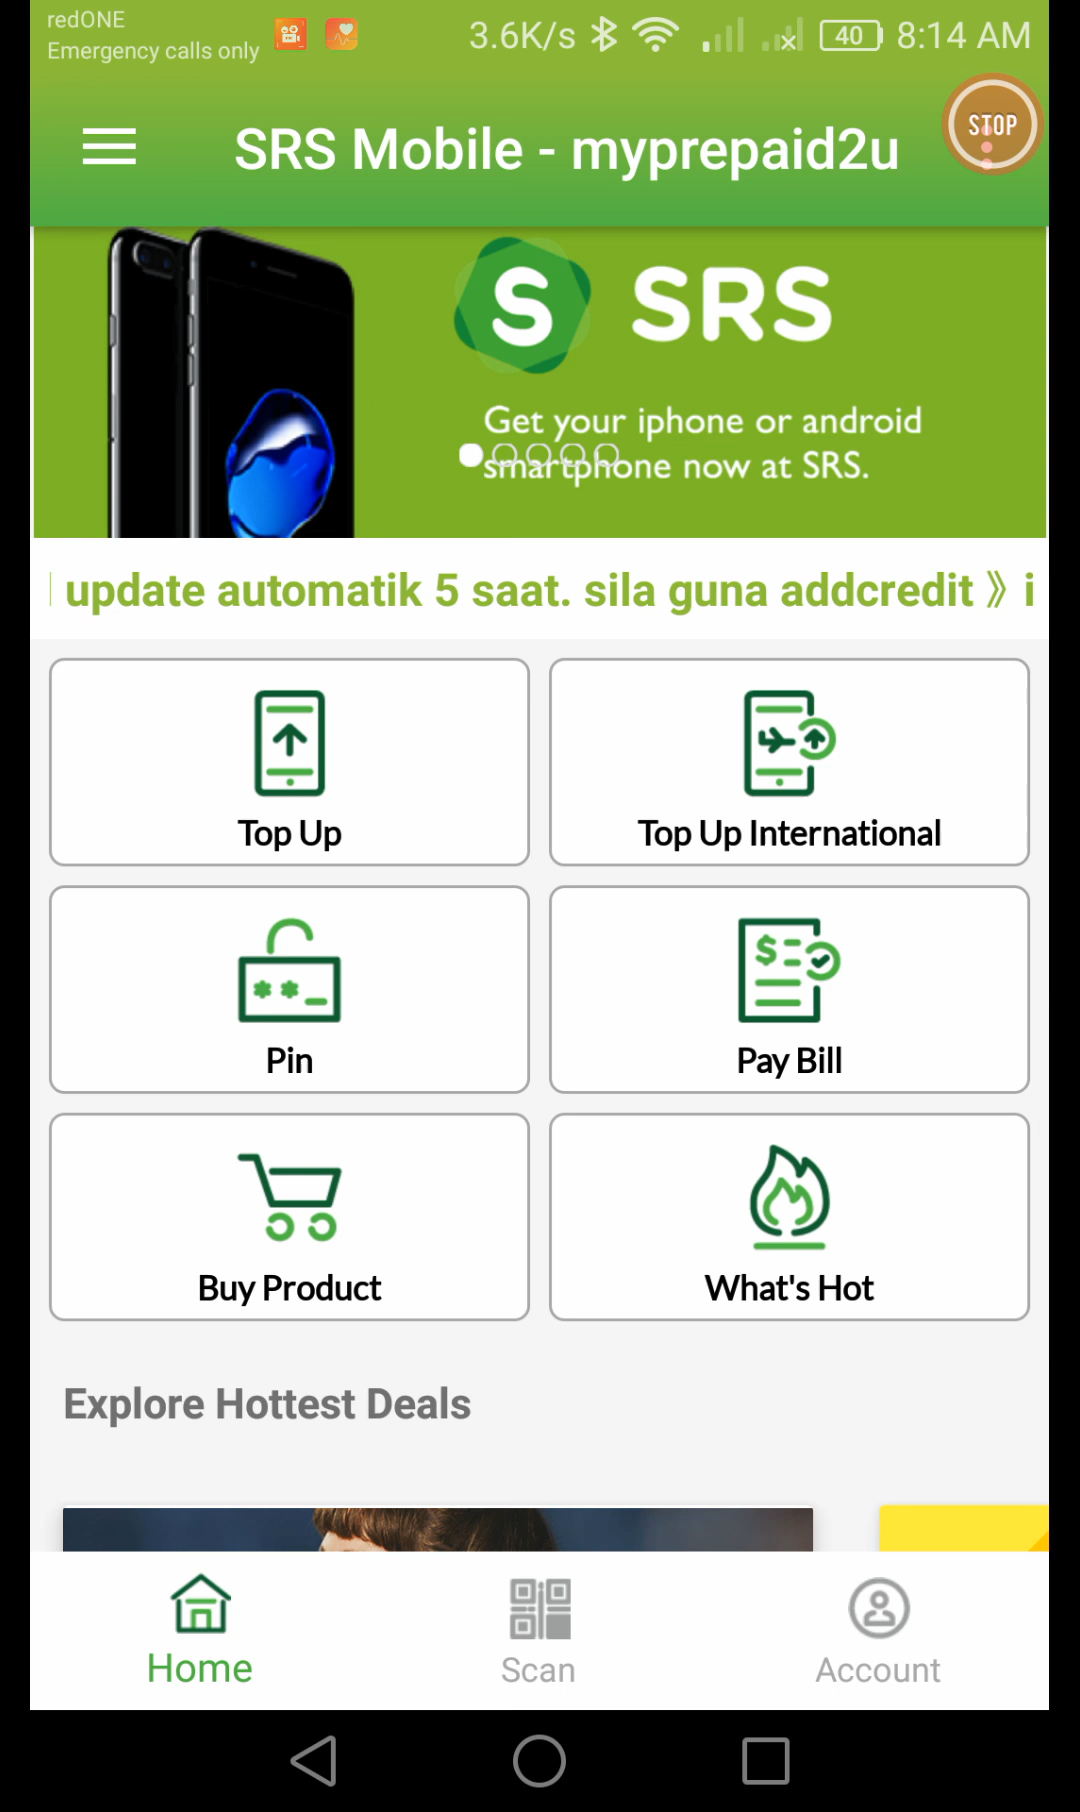 redONE
Emergency calls only
3.6K/s 40 8:14 AM
SRS Mobile - myprepaid2u
STOP
S SRS
Get your iphone or android
smartphone now at SRS.
update automatik 5 saat. sila guna addcredit 》 i
Top Up
Top Up International
**_
Pin
$
Pay Bill
Buy Product
What's Hot
Explore Hottest Deals
Home
Scan
Account